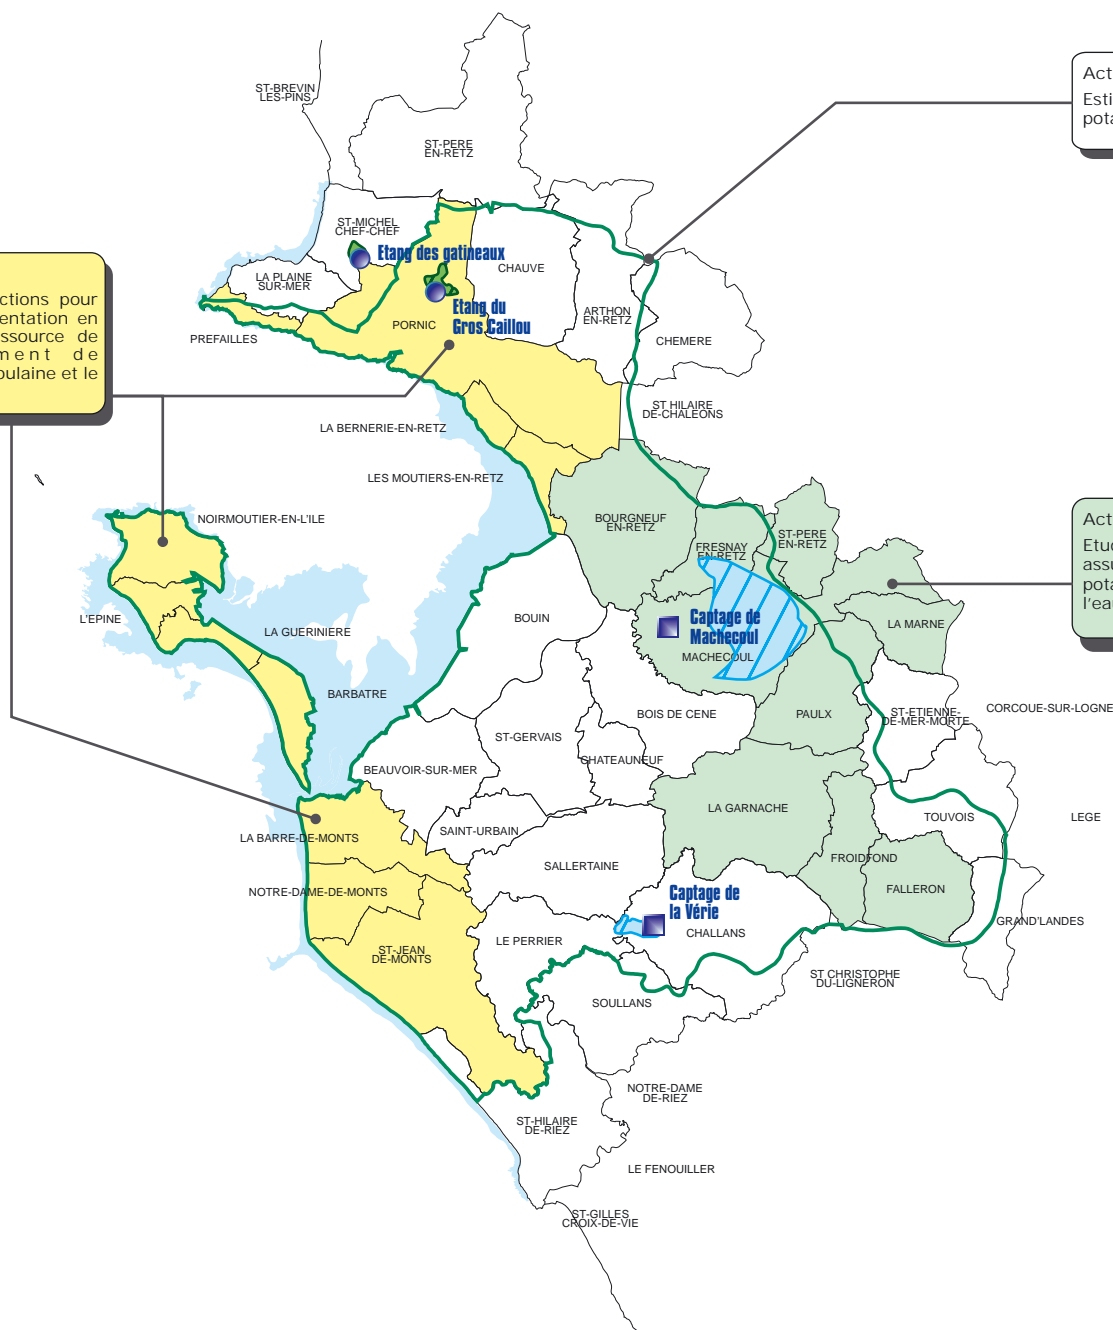 ST-BREVIN
LES-PINS
ST-PERE
EN-RETZ
Esti
pota
ST-MICHEL
CHEF-CHEF
Etang des gatineaux
CHAUVE
LA PLAINE
SUR-MER
Etang du
Gros Caillou
ARTHON
EN-RETZ
PORNIC
PREFAILLES
CHEMERE
ctions pour
entation en
ssource de
ment de
oulaine et le
ST HILAIRE
DE-CHALEONS
LA BERNERIE-EN-RETZ
LES MOUTIERS-EN-RETZ
NOIRMOUTIER-EN-L'ILE
BOURGNEUF
EN-RETZ
FRESNAY
EN-RETZ
ST-PERE
EN-RETZ
Act
Etud
assu
pota
l'eau
L'EPINE
LA GUERINIERE
BOUIN
Captage de
Machecoul
MACHECOUL
LA MARNE
BARBATRE
BOIS DE CENE
PAULX
ST-ETIENNE-
DE-MER-MORTE
CORCOUE-SUR-LOGNE
ST-GERVAIS
CHATEAUNEUF
BEAUVOIR-SUR-MER
LA GARNACHE
TOUVOIS
LEGE
LA BARRE-DE-MONTS
SAINT-URBAIN
SALLERTAINE
FROIDFOND
FALLERON
NOTRE-DAME-DE-MONTS
Captage de
la Vérie
CHALLANS
GRAND'LANDES
ST-JEAN
DE-MONTS
LE PERRIER
ST CHRISTOPHE
DU-LIGNERON
SOULLANS
NOTRE-DAME
DE-RIEZ
ST-HILAIRE
DE-RIEZ
LE FENOUILLER
ST-GILLES
CROIX-DE-VIE